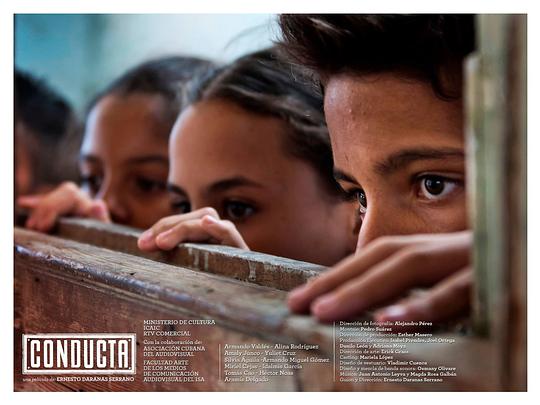 CONDUCTA
una película de: ERNESTO DARANAS SERRANO
MINISTERIO DE CULTURA
ICAIC
RTV COMERCIAL
Con la colaboración de:
ASOCIACIÓN CUBANA
DEL AUDIOVISUAL
FACULTAD ARTE
DE LOS MEDIOS
DE COMUNICACIÓN
AUDIOVISUAL DEL ISA
Armando Valdés - Alina Rodríguez
Amaly Junco - Yuliet Cruz
Silvia Aguila - Armando Miguel Gómez
Miriel Cejas - Idalmis García
Tomás Cao - Héctor Noas
Aramís Delgado
Dirección de fotografía: Alejandro Pérez
Montaje: Pedro Suárez
Dirección de producción: Esther Masero
Producción Ejecutiva: Isabel Prendes, Joel Ortega
Danilo León y Adriana Moya
Dirección de arte: Erick Grass
Casting: Mariela López
Diseño de vestuario: Vladimir Cuenca
Diseño y mezcla de banda sonora: Osmany Olivare
Música: Juan Antonio Leyva y Magda Rosa Galbán
Guión y Dirección: Ernesto Daranas Serrano